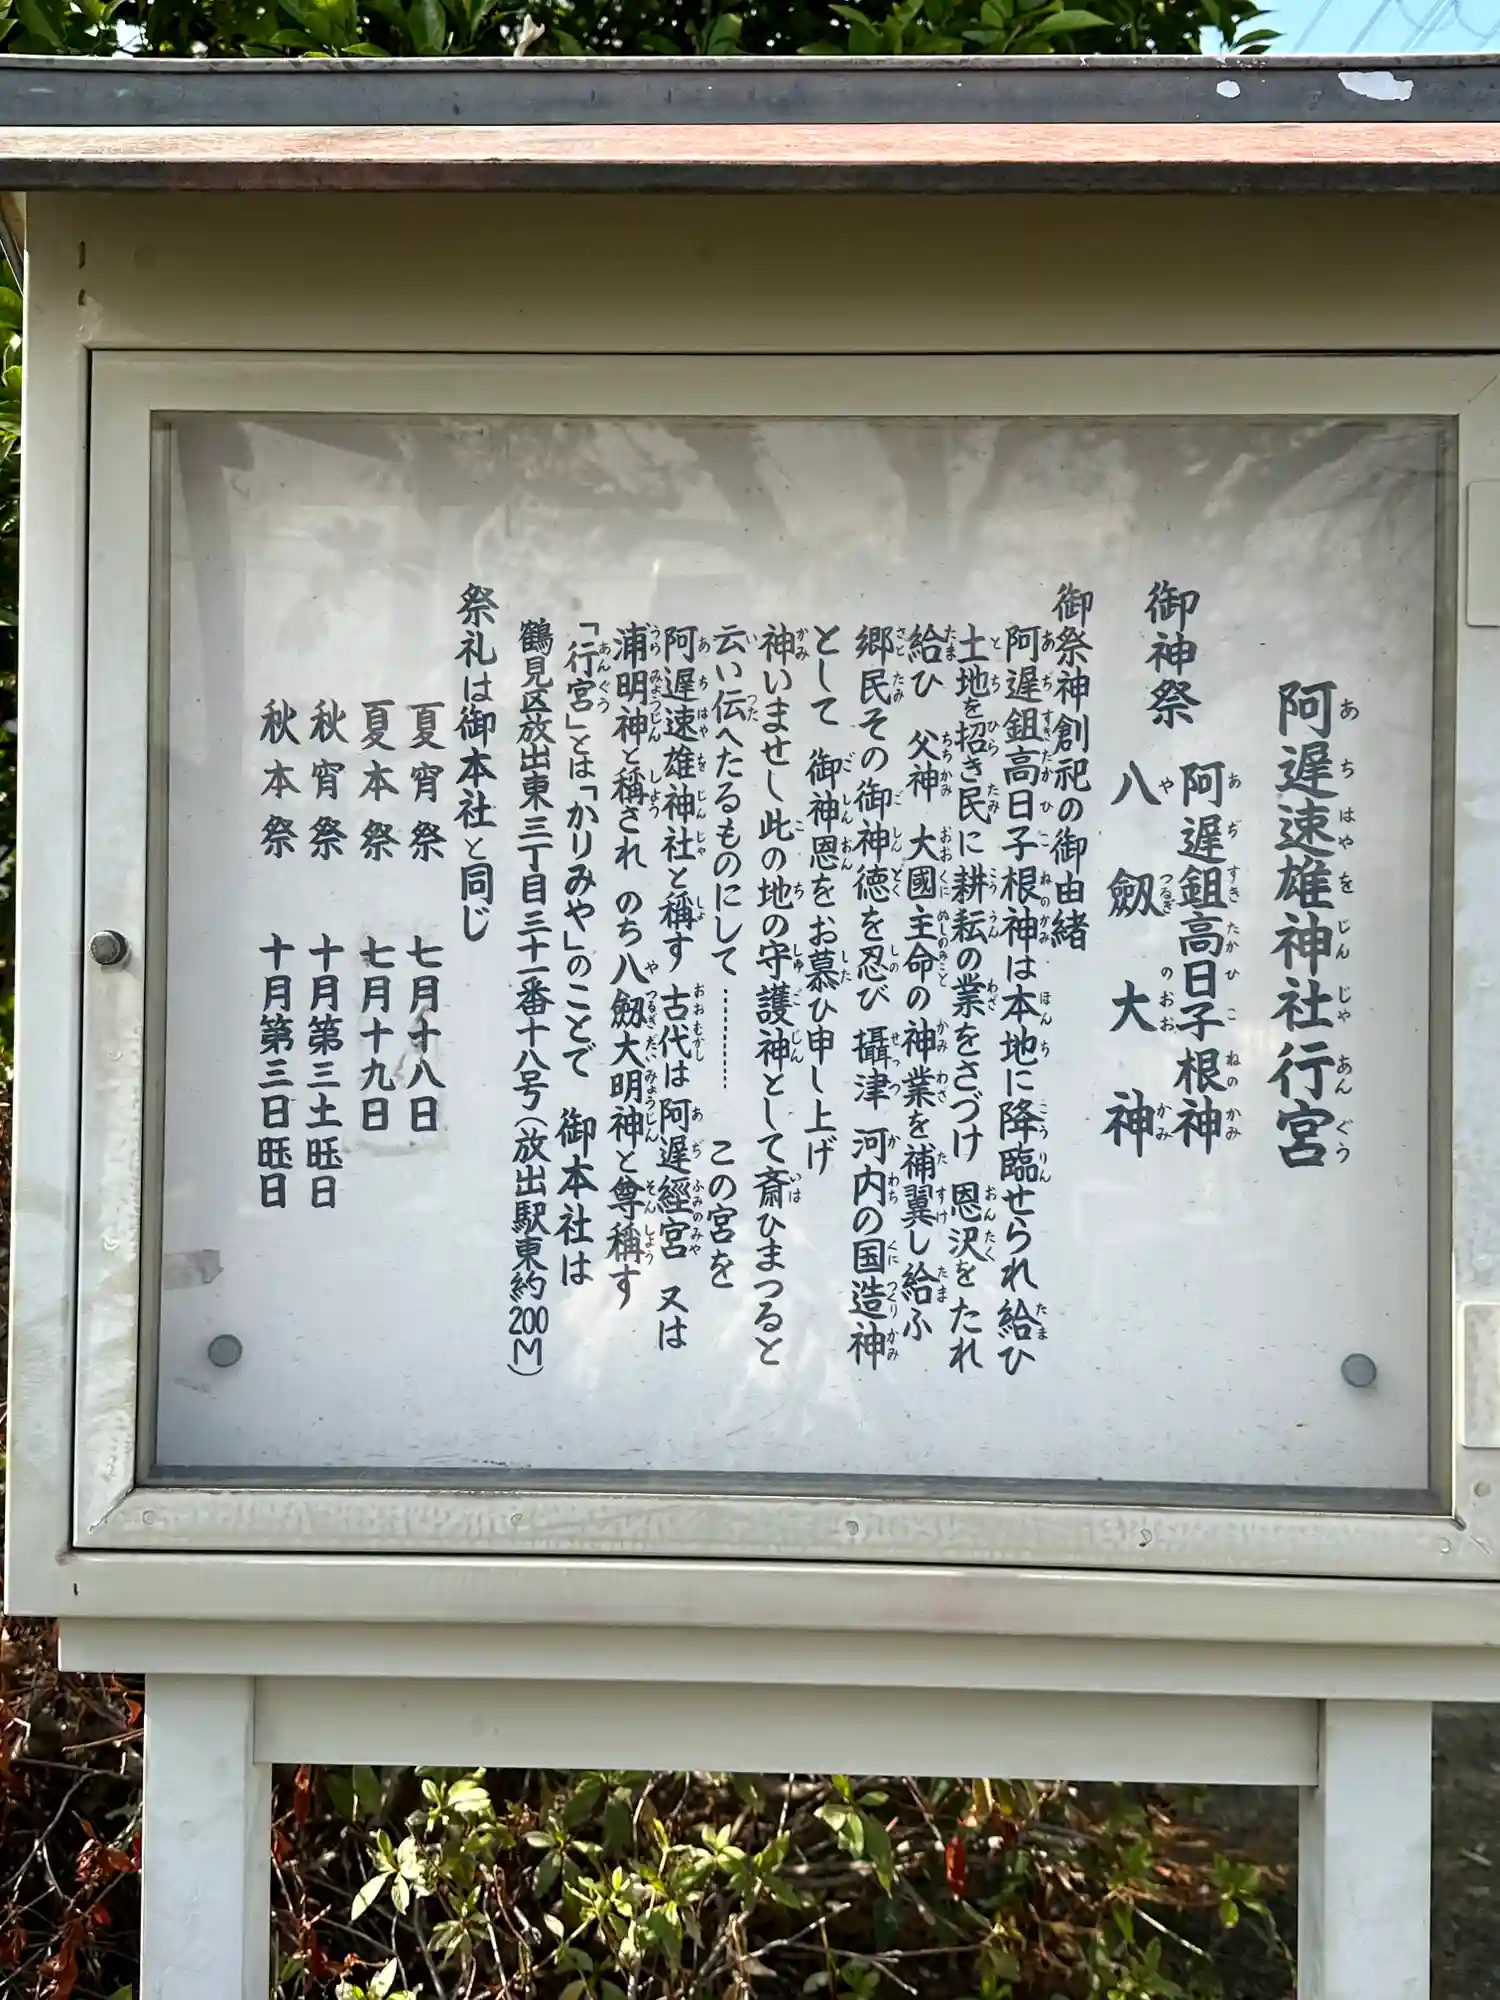 阿遅速雄神社行宮
御神祭 阿遅鉏高日子根神
八劔大神
御祭神創祀の御由緒
阿遅鉏高日子根神は本地に降臨せられ給ひ
土地を招き民に耕耘の業をさづけ 恩沢をたれ
給ひ 父神 大國主命の神業を補翼し給ふ
郷民その御神徳を忍び 攝津 河内の国造神
として 御神恩をお慕ひ申し上げ
神いませし此の地の守護神として斎ひまつると
云い伝へたるものにして……… この宮を
阿遅速雄神社と稱す 古代は阿遅經宮 又は
浦明神と稱され のち八劔大明神と尊稱す
「行宮」とは「かりみや」のことで 御本社は
鶴見区放出東三丁目三十一番十八号(放出駅東約200M)
祭礼は御本社と同じ
夏宵祭 七月十八日
夏本祭 七月十九日
秋宵祭 十月第三土旺日
秋本祭 十月第三日旺日